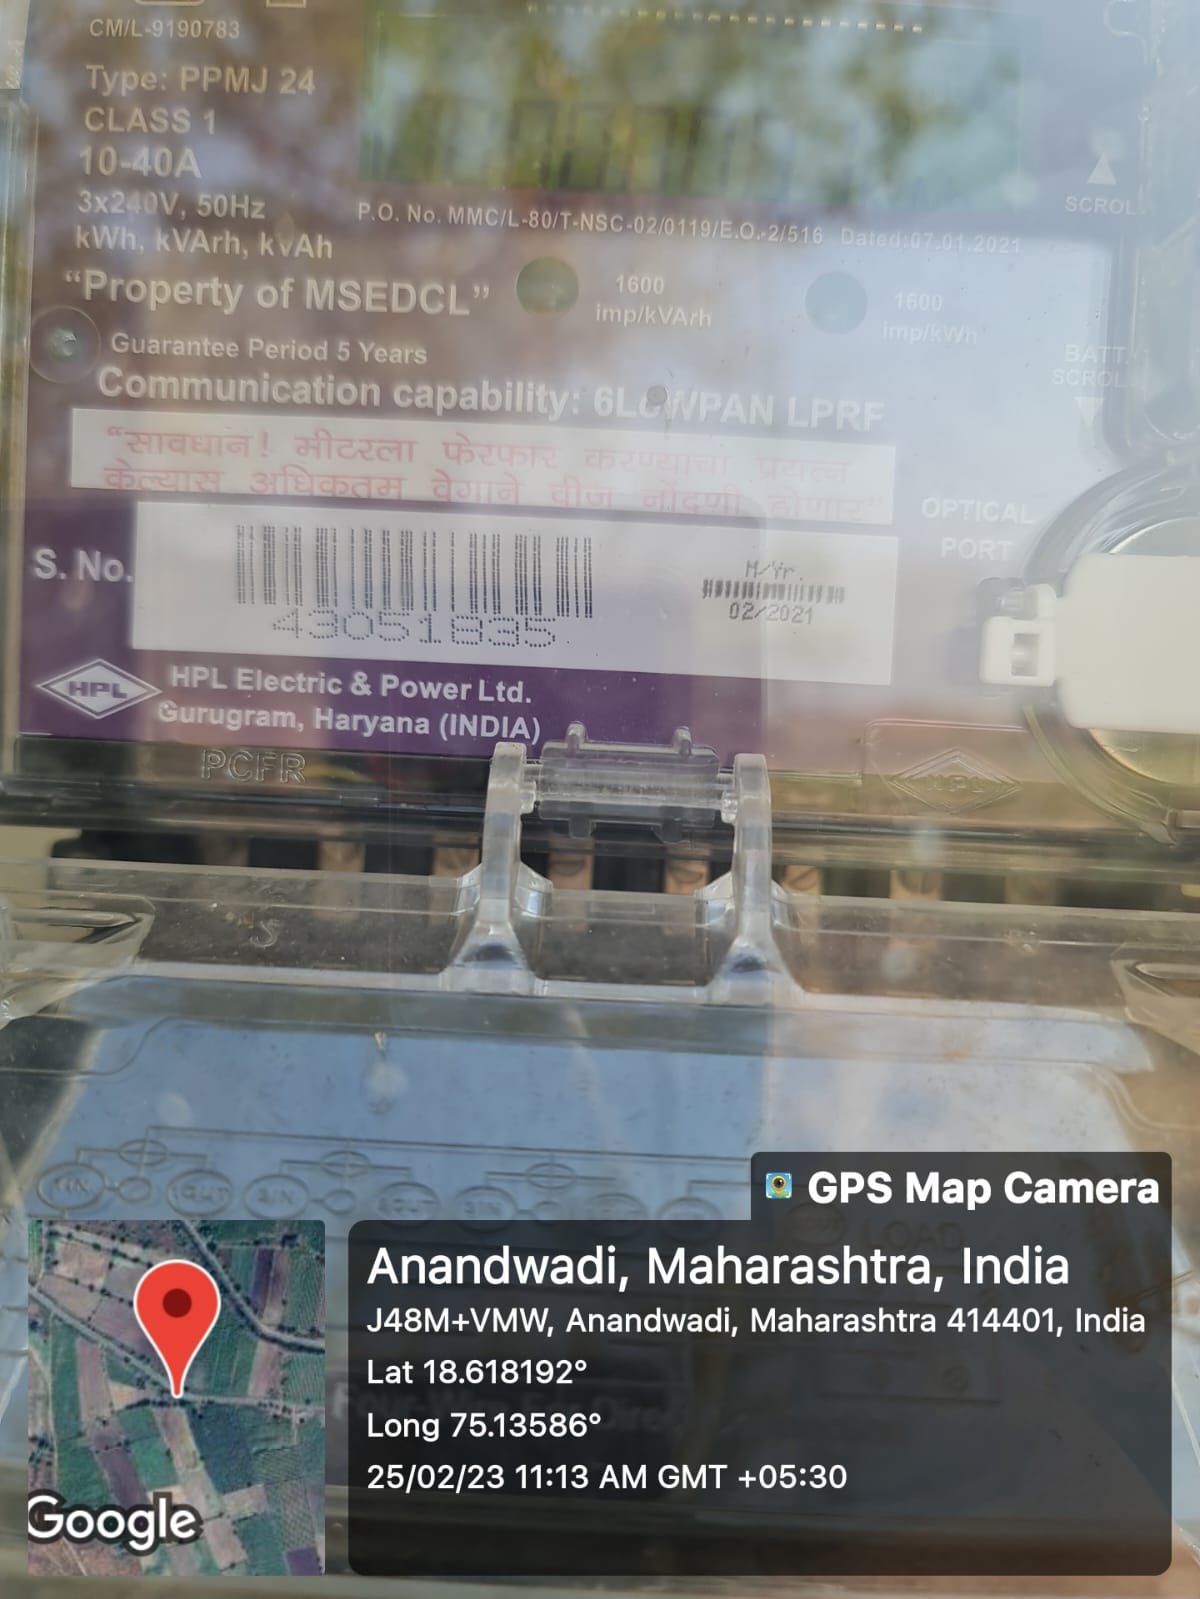 CM/L-9190783
Type: PPMJ 24
CLASS 1
10-40A
3x240V, 50Hz
kWh, kVArh, kVAh
P.O. No. MMC/L-80/T-NSC-02/0119/E.O.-2/516 Dated:07.01.2021
SCROLL
"Property of MSEDCL"
1600
imp/kVArh
1600
imp/kWh
Guarantee Period 5 Years
BATT.
SCROLL
Communication capability: 6LoWPAN LPRF
"सावधान! मीटरला फेरफार करण्याचा प्रयत्न
केल्यास अधिकतम वेगाने वीज नोंदणी होणार"
OPTICAL
PORT
S. No.
43051835
M/Yr.
02/2021
HPL
HPL Electric & Power Ltd.
Gurugram, Haryana (INDIA)
PCFR
HPL
LOAD
GPS Map Camera
Anandwadi, Maharashtra, India
J48M+VMW, Anandwadi, Maharashtra 414401, India
Lat 18.618192°
Long 75.13586°
25/02/23 11:13 AM GMT +05:30
Google